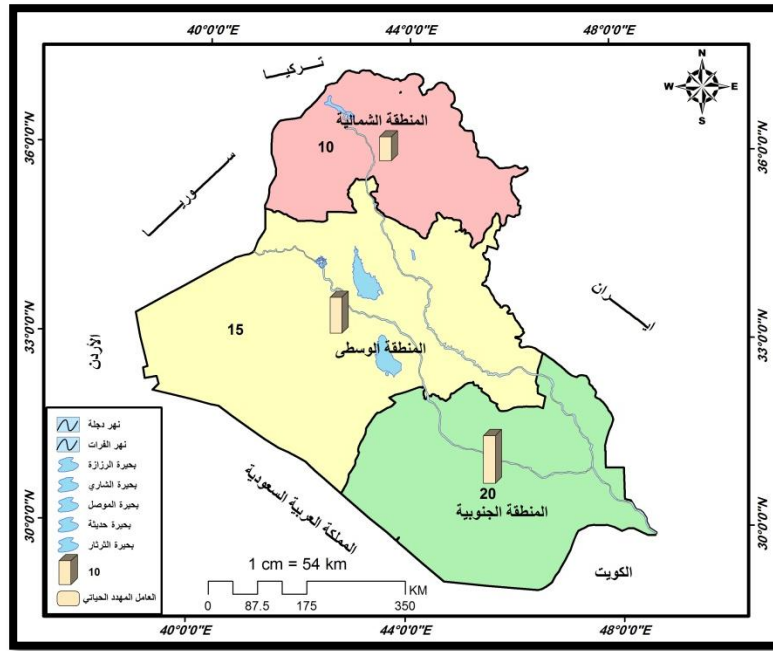 40°0'0"E 44°0'0"E 48°0'0"E
تـركيـا
N
W E
S
36°0'0"N 36°0'0"N
المنطقة الشمالية
10
ســوريــا
ايـــران
33°0'0"N 33°0'0"N
15
المنطقة الوسطى
الأردن
20
المنطقة الجنوبية
30°0'0"N 30°0'0"N
المملكة العربية السعودية
الكويت
نهر دجلة
نهر الفرات
بحيرة الرزازة
بحيرة الشاري
بحيرة الموصل
بحيرة حديثة
بحيرة الثرثار
10
العامل المهدد الحياتي
1 cm = 54 km
KM
0 87.5 175 350
40°0'0"E 44°0'0"E 48°0'0"E